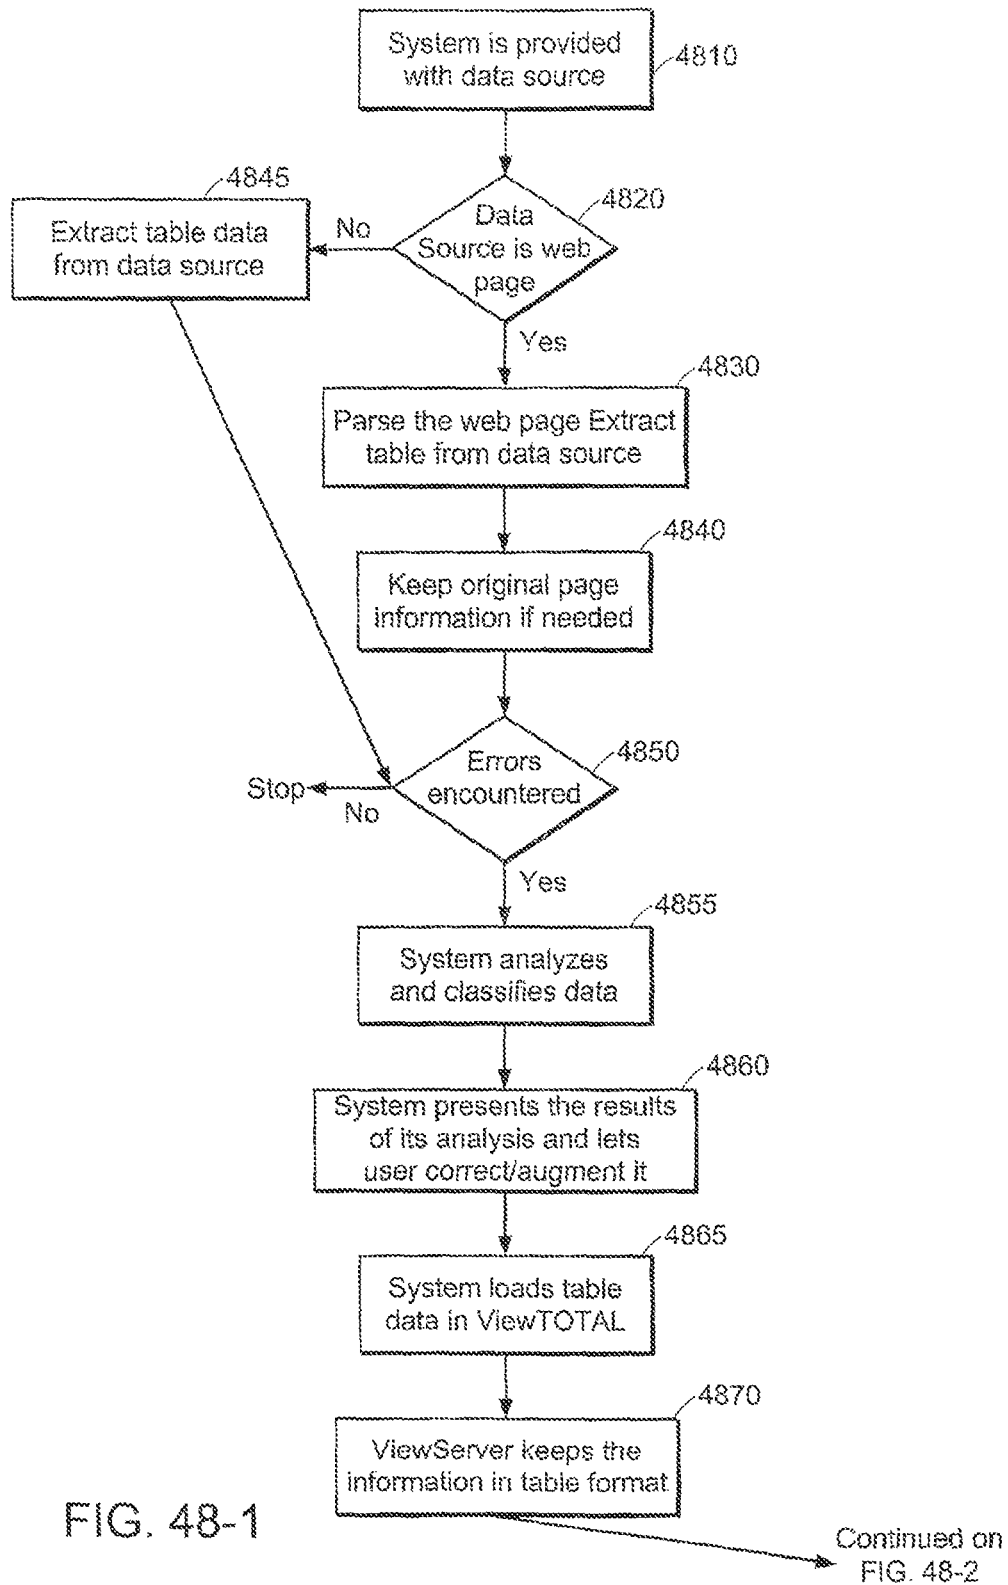 System is provided
with data source
4810
4845
Extract table data
from data source
No
4820
Data
Source is web
page
Yes
4830
Parse the web page Extract
table from data source
4840
Keep original page
information if needed
4850
Errors
encountered
Stop
No
Yes
4855
System analyzes
and classifies data
4860
System presents the results
of its analysis and lets
user correct/augment it
4865
System loads table
data in ViewTOTAL
4870
ViewServer keeps the
information in table format
FIG. 48-1
Continued on
FIG. 48-2